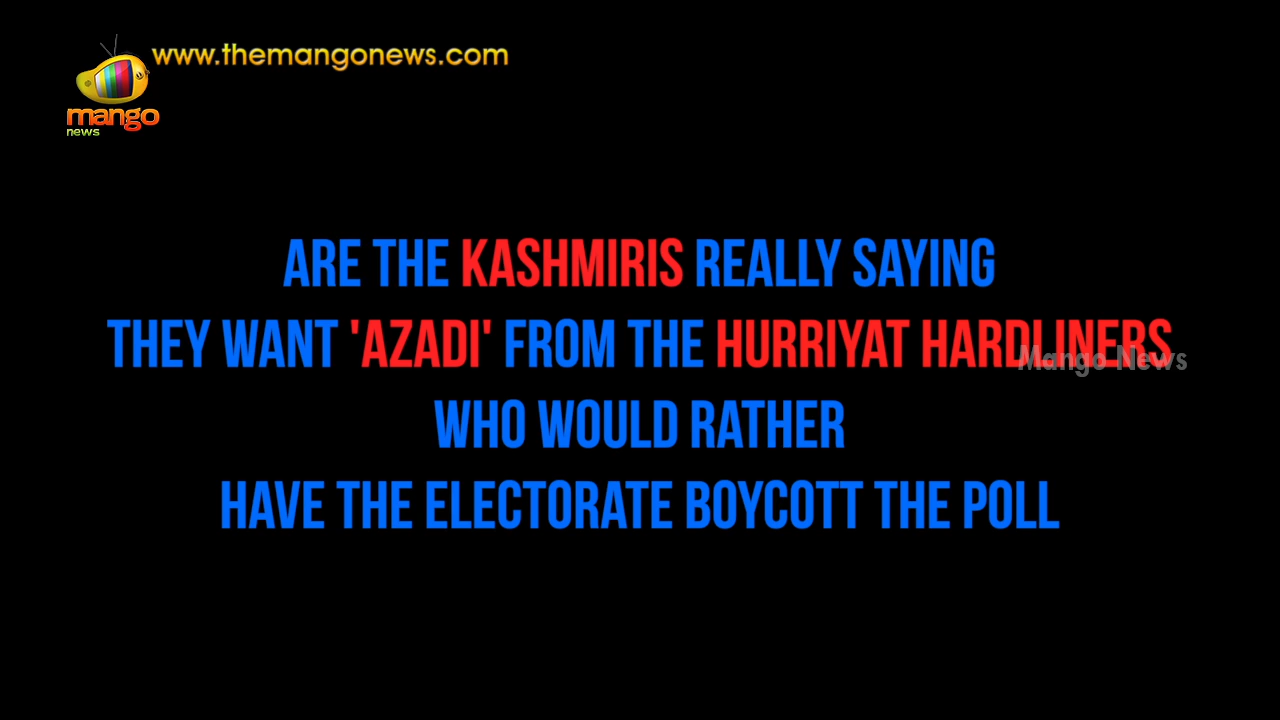 www.themangonews.com
mango
news
ARE THE KASHMIRIS REALLY SAYING
THEY WANT 'AZADI' FROM THE HURRIYAT HARDLINERS
Mango News
WHO WOULD RATHER
HAVE THE ELECTORATE BOYCOTT THE POLL